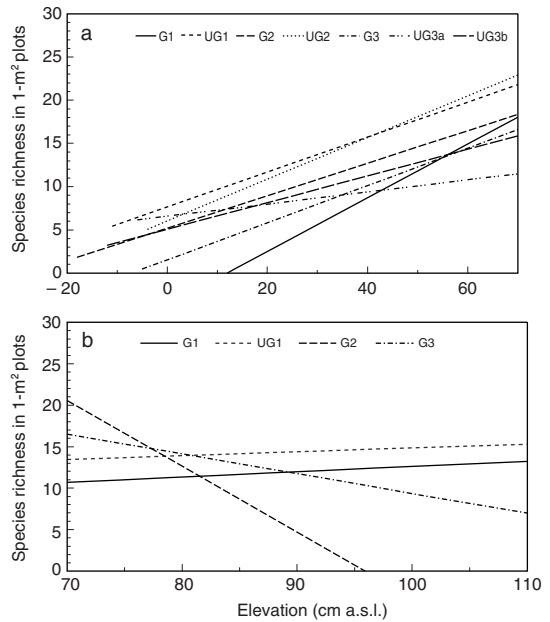 a
G1 UG1 G2 UG2 G3 UG3a UG3b
Species richness in 1-m² plots
30
25
20
15
10
5
0
−20 0 20 40 60
b
G1 UG1 G2 G3
Species richness in 1-m² plots
30
25
20
15
10
5
0
70 80 90 100 110
Elevation (cm a.s.l.)